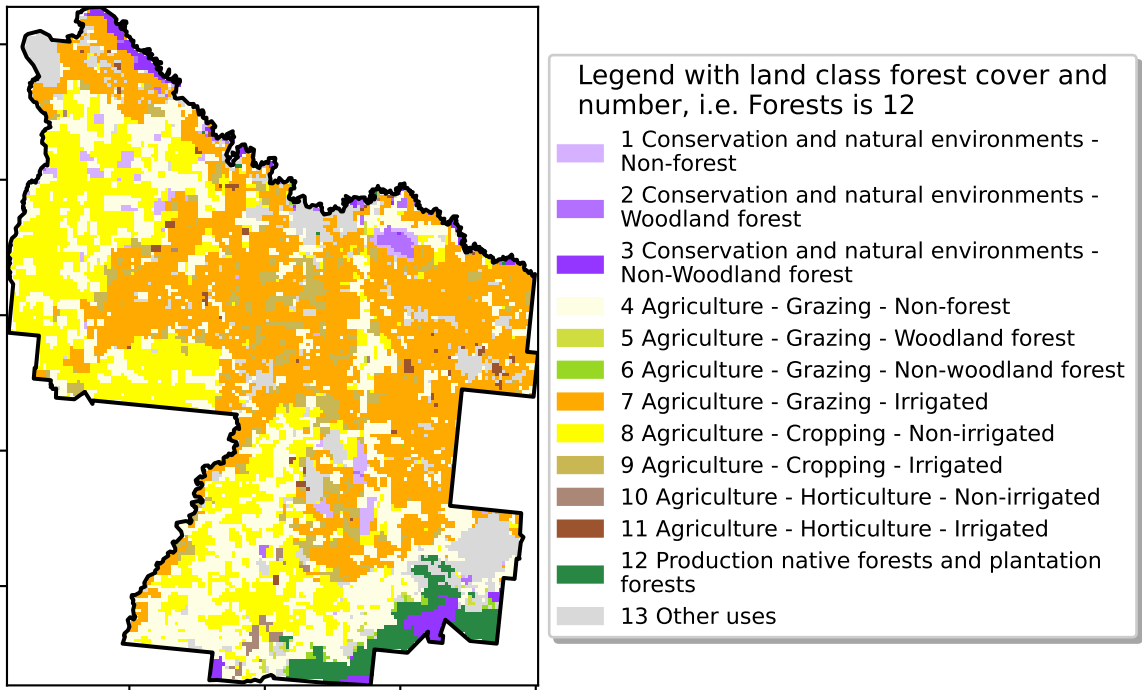 Legend with land class forest cover and
number, i.e. Forests is 12
1 Conservation and natural environments -
Non-forest
2 Conservation and natural environments -
Woodland forest
3 Conservation and natural environments -
Non-Woodland forest
4 Agriculture - Grazing - Non-forest
5 Agriculture - Grazing - Woodland forest
6 Agriculture - Grazing - Non-woodland forest
7 Agriculture - Grazing - Irrigated
8 Agriculture - Cropping - Non-irrigated
9 Agriculture - Cropping - Irrigated
10 Agriculture - Horticulture - Non-irrigated
11 Agriculture - Horticulture - Irrigated
12 Production native forests and plantation
forests
13 Other uses